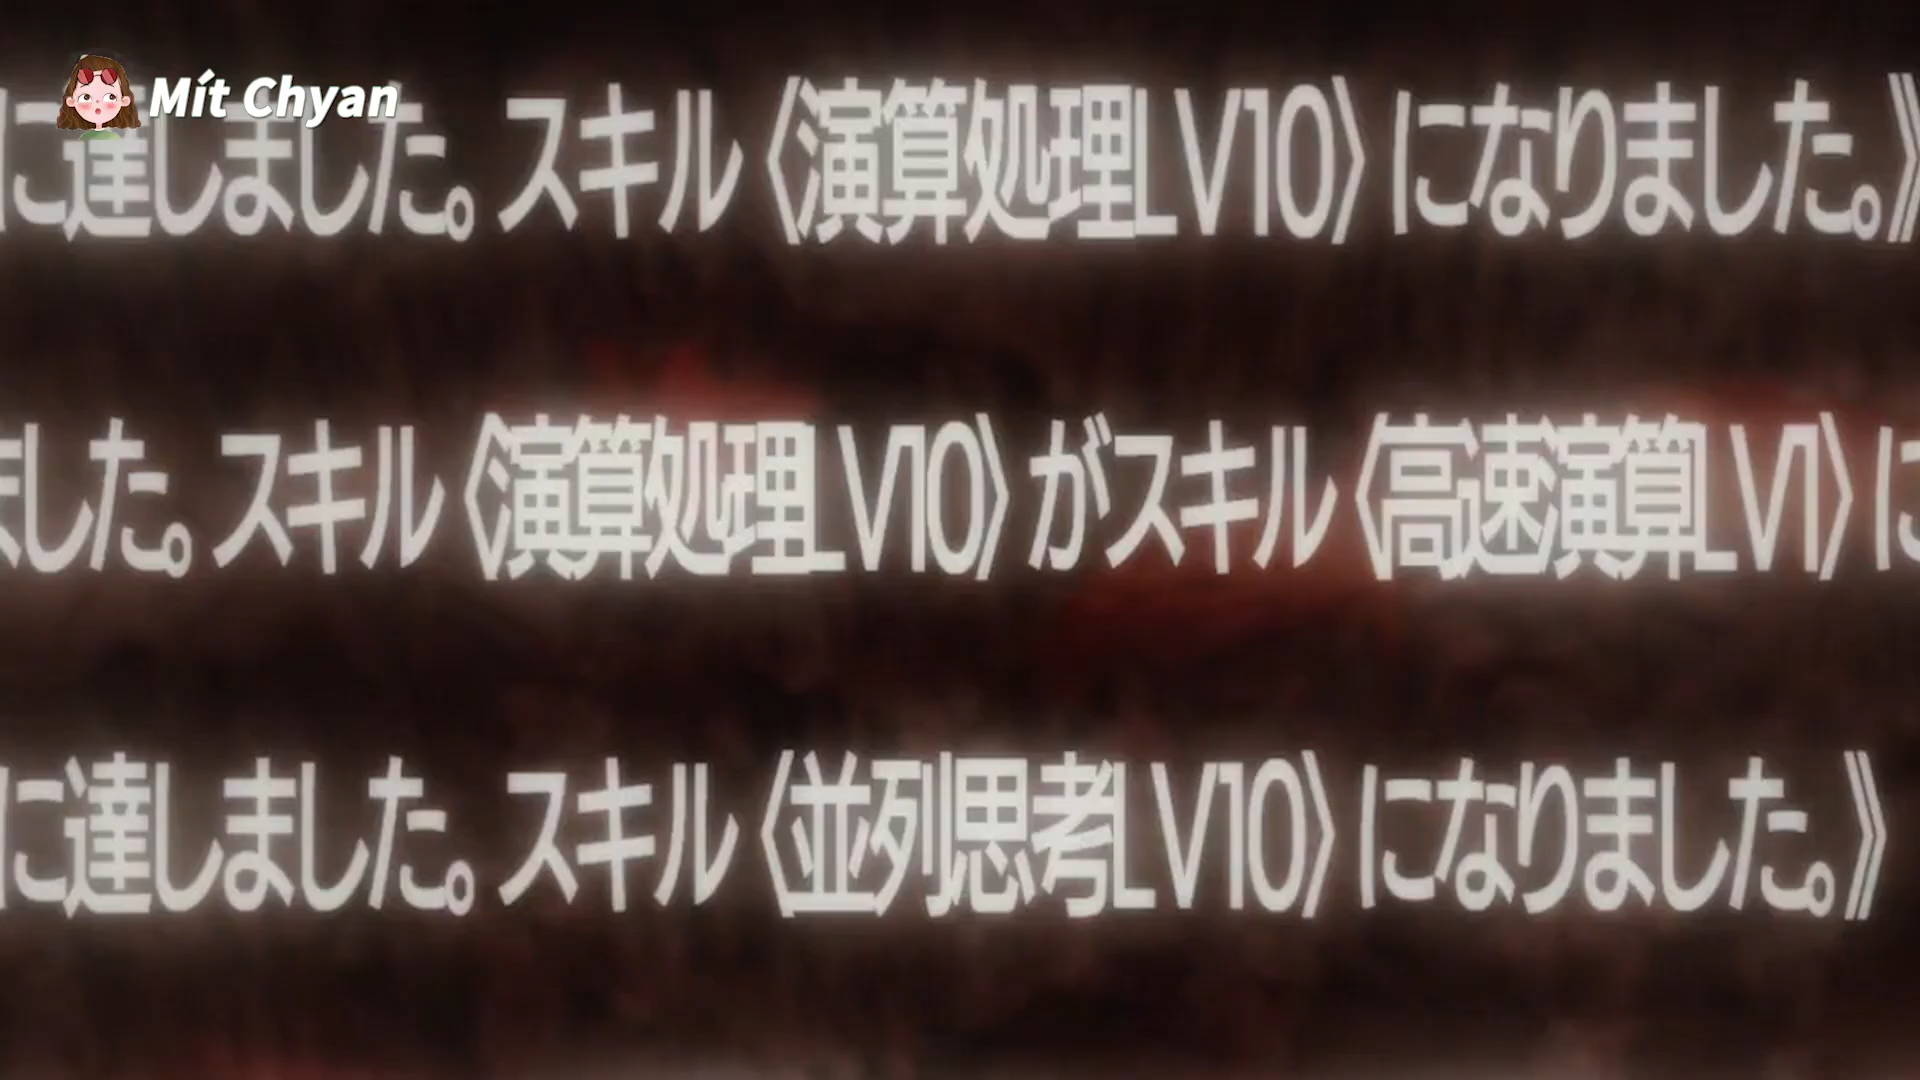 Mít Chyan
に達しました。スキル〈演算処理LV10〉になりました。》
ました。スキル〈演算処理LV10〉がスキル〈高速演算LV1〉に
に達しました。スキル〈並列思考LV10〉になりました。》